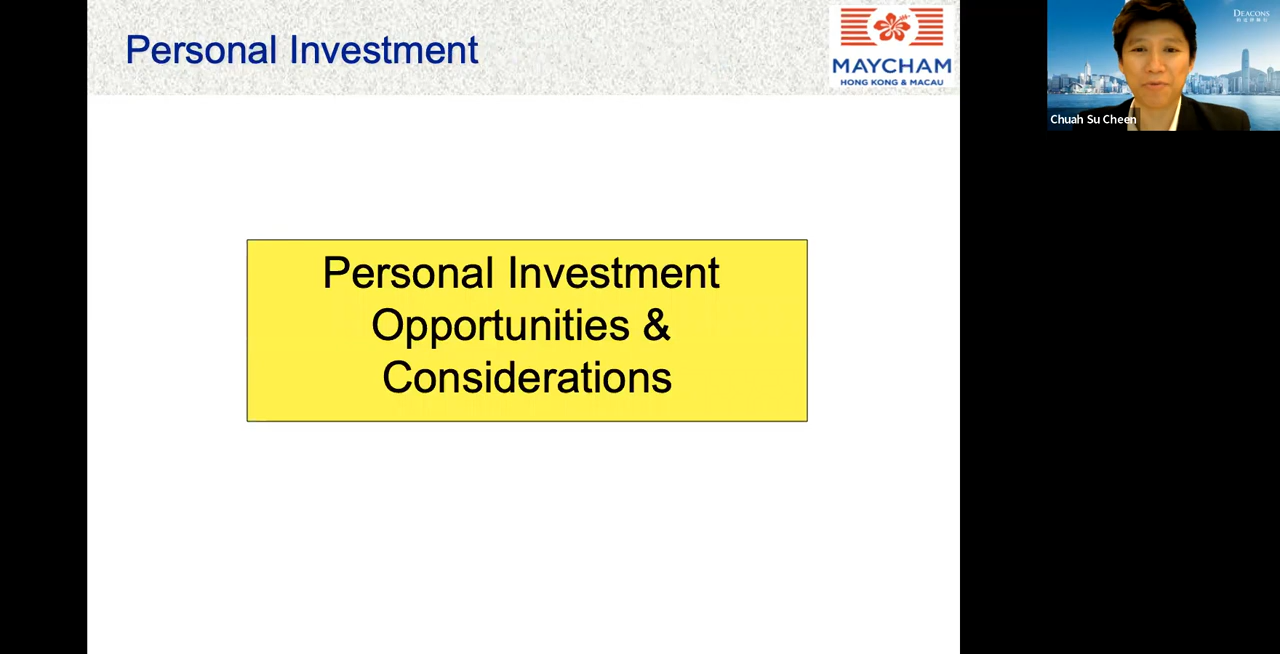 Personal Investment
MAYCHAM
HONG KONG & MACAU
Personal Investment
Opportunities &
Considerations
DEACONS
Chuah Su Cheen